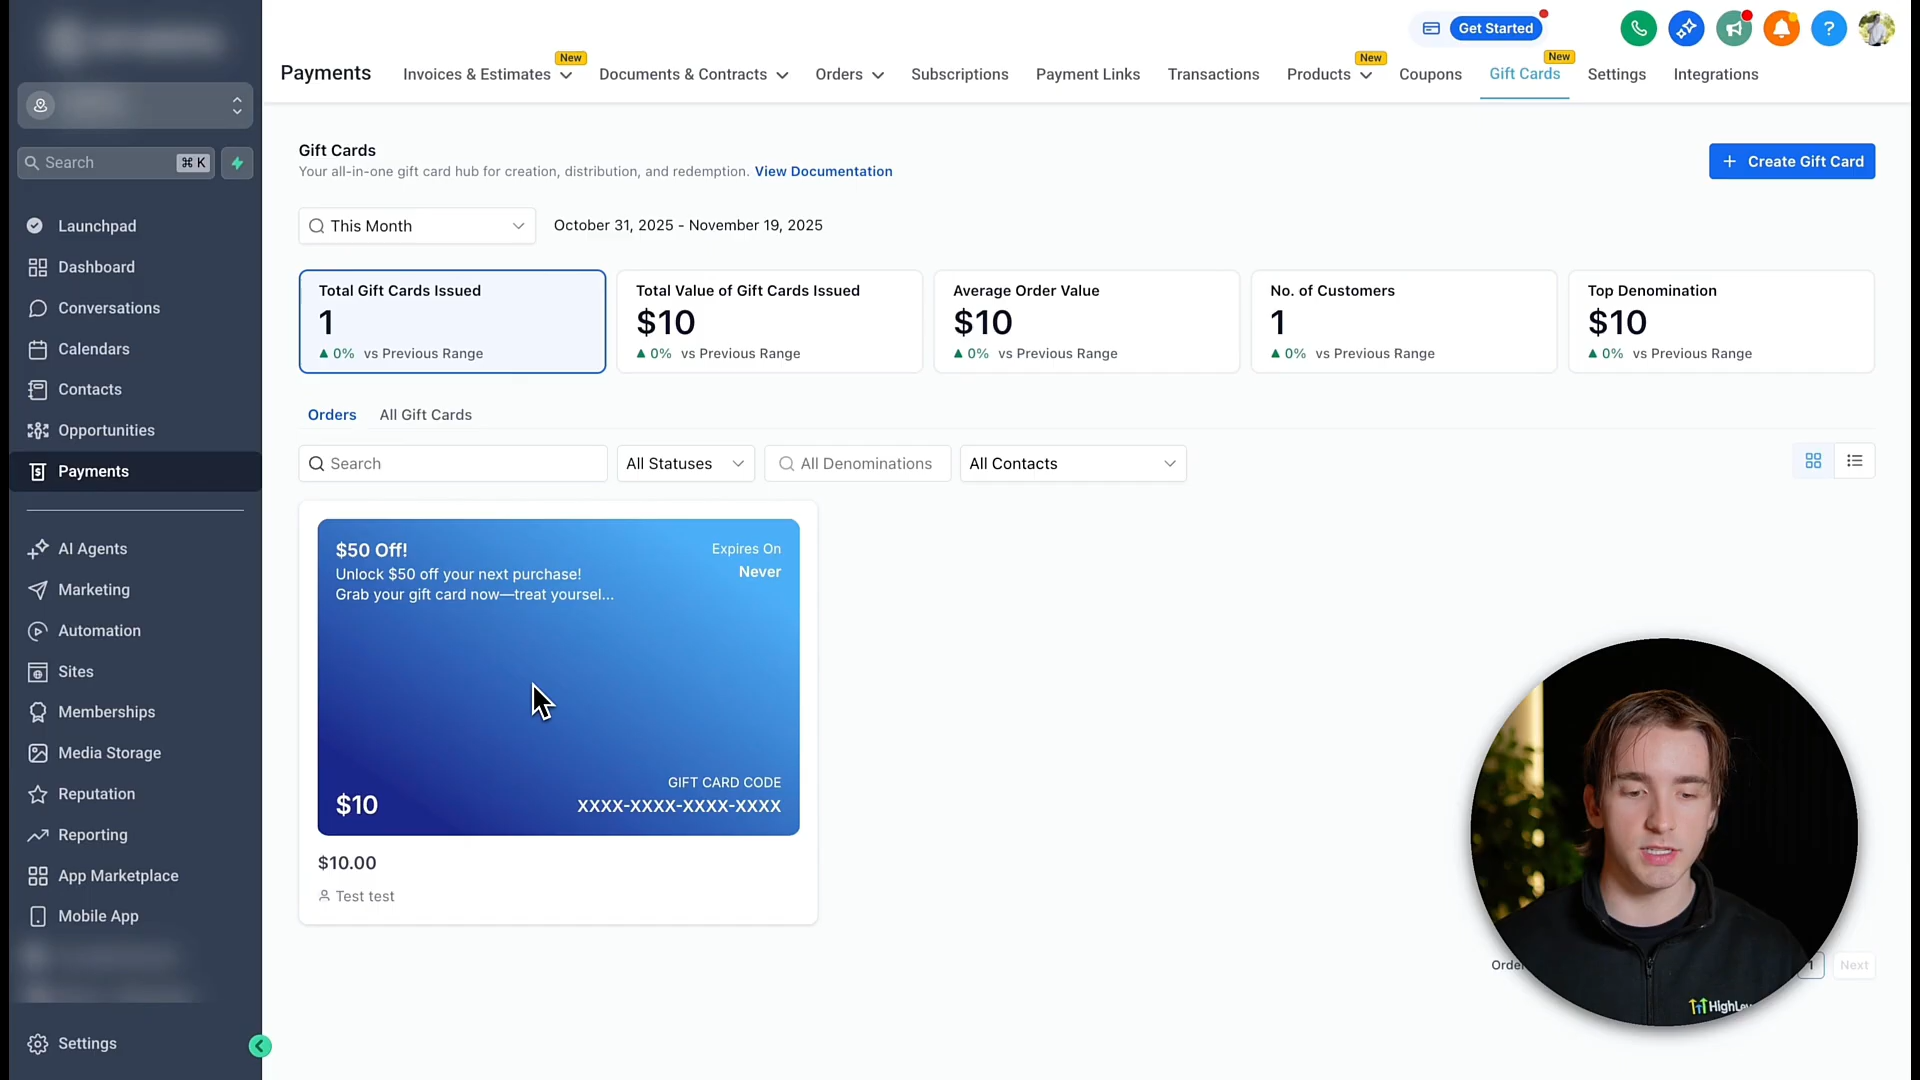 Get Started
Payments
Invoices & Estimates
New
Documents & Contracts
Orders
Subscriptions
Payment Links
Transactions
Products
New
Coupons
Gift Cards
New
Settings
Integrations
Search
⌘ K
Launchpad
Dashboard
Conversations
Calendars
Contacts
Opportunities
Payments
AI Agents
Marketing
Automation
Sites
Memberships
Media Storage
Reputation
Reporting
App Marketplace
Mobile App
Settings
Gift Cards
Your all-in-one gift card hub for creation, distribution, and redemption. View Documentation
+ Create Gift Card
This Month
October 31, 2025 - November 19, 2025
Total Gift Cards Issued
1
0% vs Previous Range
Total Value of Gift Cards Issued
$10
0% vs Previous Range
Average Order Value
$10
0% vs Previous Range
No. of Customers
1
0% vs Previous Range
Top Denomination
$10
0% vs Previous Range
Orders
All Gift Cards
Search
All Statuses
All Denominations
All Contacts
$50 Off!
Unlock $50 off your next purchase!
Grab your gift card now—treat yoursel...
Expires On
Never
$10
GIFT CARD CODE
XXXX-XXXX-XXXX-XXXX
$10.00
Test test
1
Next